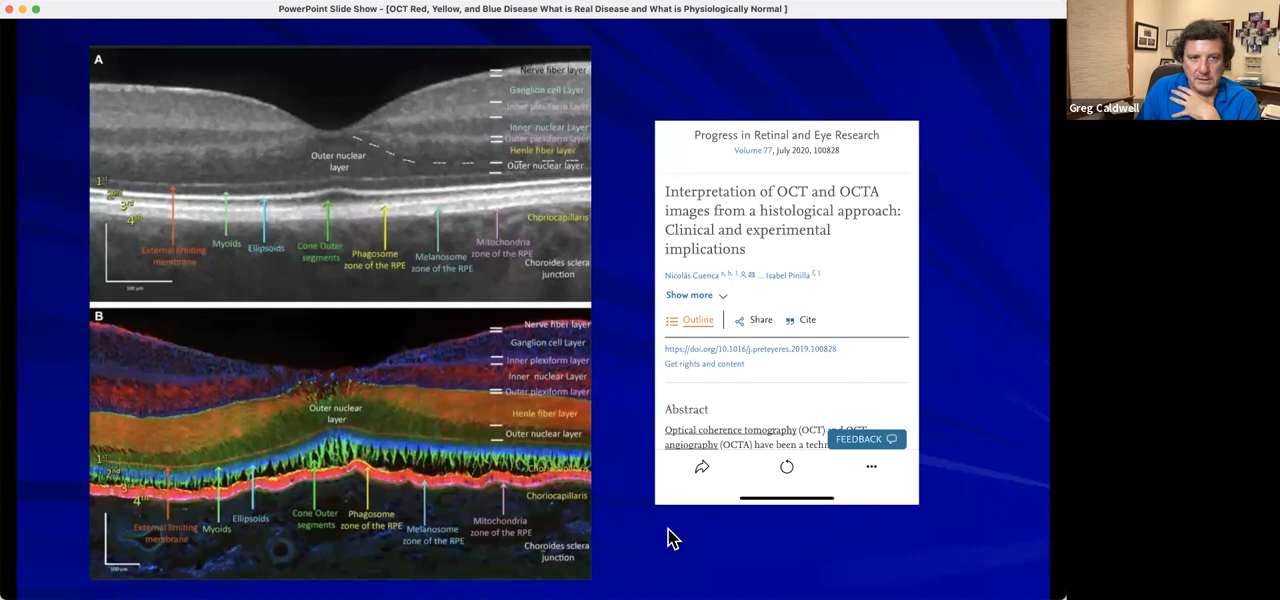 PowerPoint Slide Show - [OCT Red, Yellow, and Blue Disease What is Real Disease and What is Physiologically Normal ]
Greg Caldwell
A
Nerve fiber layer
Ganglion cell Layer
Inner plexiform layer
Inner nuclear Layer
Outer plexiform layer
Henle fiber layer
Outer nuclear layer
Outer nuclear
layer
1st
2nd
3rd
4th
Choriocapillaris
External limiting
membrane
Myoids
Ellipsoids
Cone Outer
segments
Phagosome
zone of the RPE
Melanosome
zone of the RPE
Mitochondria
zone of the RPE
Choroides sclera
junction
100 µm
B
Nerve fiber layer
Ganglion cell Layer
Inner plexiform layer
Inner nuclear Layer
Outer plexiform layer
Henle fiber layer
Outer nuclear layer
Outer nuclear
layer
1st
2nd
3
4th
Choriocapillaris
Choriocapillaris
External limiting
membrane
Myoids
Ellipsoids
Cone Outer
segments
Phagosome
zone of the RPE
Melanosome
zone of the RPE
Mitochondria
zone of the RPE
Choroides sclera
junction
100 µm
Progress in Retinal and Eye Research
Volume 77, July 2020, 100828
Interpretation of OCT and OCTA
images from a histological approach:
Clinical and experimental
implications
Nicolás Cuenca a, b, 1 ... Isabel Pinilla f, 1
Show more
Outline
Share
Cite
https://doi.org/10.1016/j.preteyeres.2019.100828
Get rights and content
Abstract
Optical coherence tomography (OCT) and OCT
angiography (OCTA) have been a techn
FEEDBACK